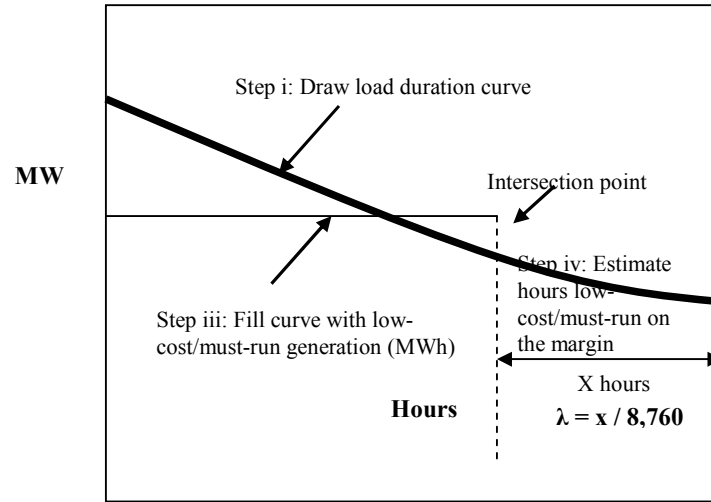 Step i: Draw load duration curve
MW
Intersection point
Step iv: Estimate
hours low-
cost/must-run on
the margin
Step iii: Fill curve with low-
cost/must-run generation (MWh)
X hours
Hours
λ = x / 8,760